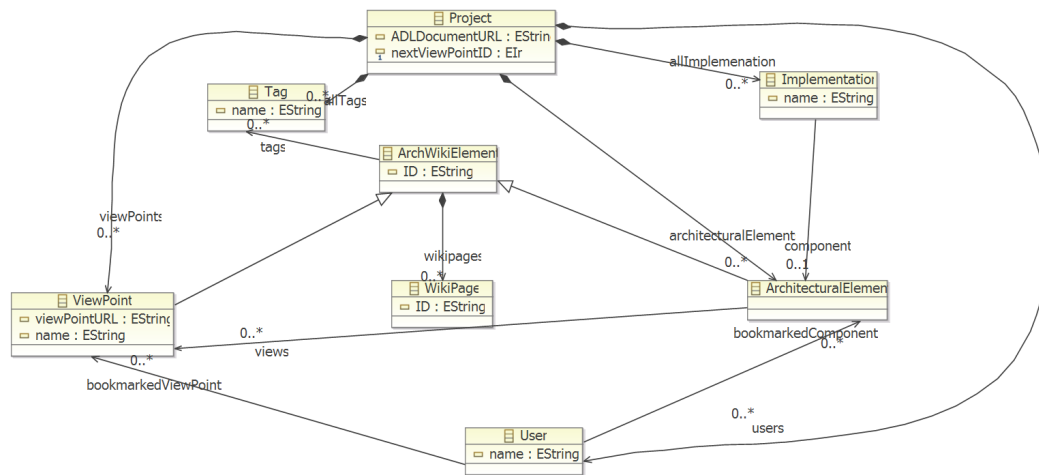 Project
ADLDocumentURL : EStrin
nextViewPointID : EIr
allImplemenation
0..*
Implementation
name : EString
Tag
name : EString
0..*
allTags
0..*
tags
ArchWikiElement
ID : EString
viewPoints
0..*
architecturalElement
0..*
component
0..1
wikipages
0..*
ViewPoint
viewPointURL : EString
name : EString
WikiPage
ID : EString
ArchitecturalElement
0..*
views
bookmarkedComponent
0..*
0..*
bookmarkedViewPoint
0..*
users
User
name : EString